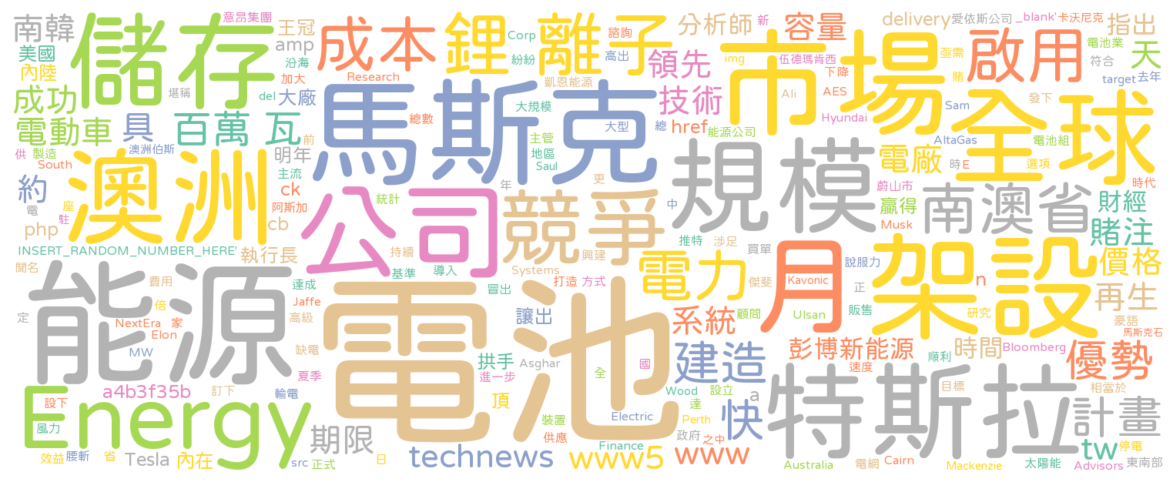 南韓
儲存
意昂集團
王冠
成本
鋰離子
分析師
容量
delivery
愛依斯公司
_blank'
卡沃尼克
指出
美國
amp
沿海
Corp
紛紛
諮詢
高出
新
img
伍德瑪肯西
亟需
啟用
電池業
符合
天
內陸
堪稱
加大
Research
凱恩能源
領先
市場
下降
賭
target
去年
成功
del
大廠
總數
馬斯克
大規模
大型
總
技術
Ali
AES
Hyundai
Sam
發下
電動車
具
百萬
瓦
前
主管
地區
Saul
href
能源公司
全球
AltaGas
電池組
選項
供
製造
澳洲伯斯
明年
主流
South
約
澳洲
ck
阿斯加
統計
年
更
中
規模
電廠
時
E
蔚山市
時代
電
座
駐
php
cb
公司
競爭
贏得
南澳省
財經
Musk
賭注
INSERT_RANDOM_NUMBER_HERE'
執行長
持續
興建
推特
涉足
聞名
費用
達成
基準
導入
Systems
打造
方式
電力
買單
月
說服力
架設
價格
定
倍
Jaffe
高級
冒出
傑斐
Kavonic
正
n
再生
能源
NextEra
家
Elon
缺電
電池
讓出
系統
顧問
Ulsan
販售
研究
豪語
馬斯克石
MW
夏季
拱手
Asghar
國
建造
彭博新能源
順利
時間
Bloomberg
優勢
a4b3f35b
訂下
輸電
進一步
全
Wood
設立
a
速度
目標
相當於
設下
風力
Energy
頂
裝置
Electric
達
Perth
快
特斯拉
計畫
期限
供應
Finance
政府
之中
tw
停電
效益
腰斬
省
Tesla
內在
src
正式
日
technews
www5
www
Australia
電網
Cairn
Mackenzie
太陽能
Advisors
東南部